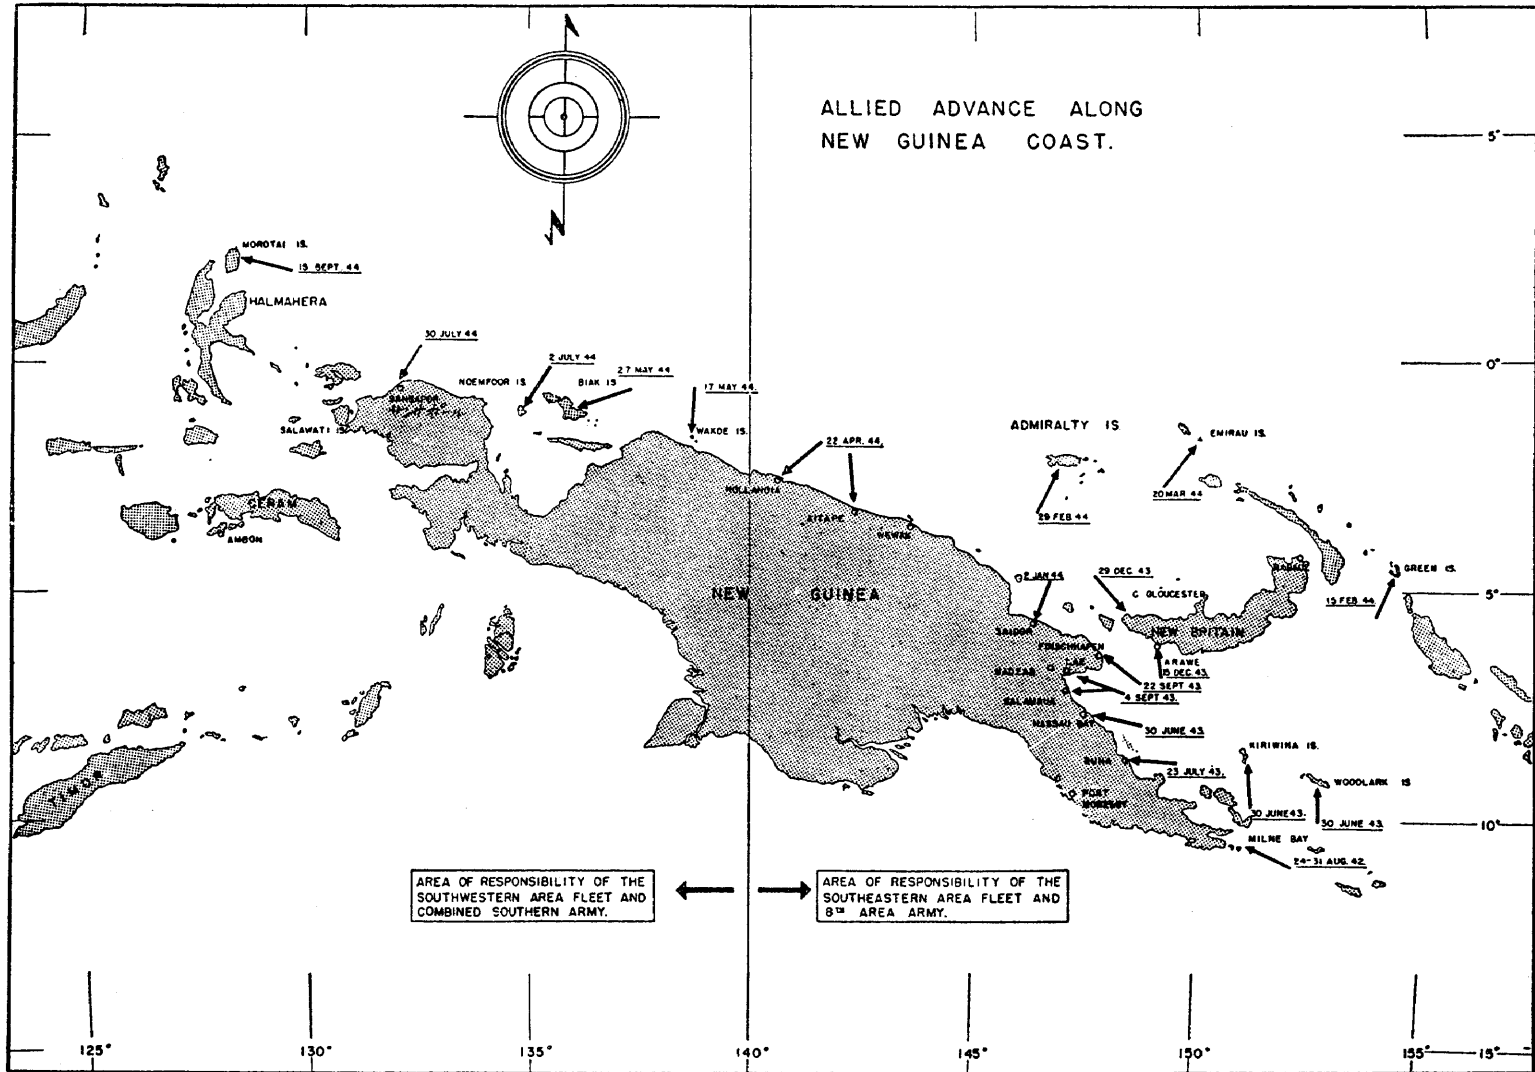 ALLIED ADVANCE ALONG
NEW GUINEA COAST.
5°
MOROTAI IS.
15 SEPT. 44
HALMAHERA
30 JULY 44
2 JULY 44
NOEMFOOR IS.
BIAK IS
27 MAY 44
17 MAY 44.
0°
SANSAPOR
SALAWATI IS.
WAKDE IS.
22 APR. 44.
ADMIRALTY IS.
EMIRAU IS.
HOLLANDIA
20 MAR 44
CERAM
AITAPE
29 FEB 44
WEWAK
AMBON
RABAUL
GREEN IS.
2 JAN 44
29 DEC. 43.
NEW GUINEA
C. GLOUCESTER
5°
15 FEB 44
SAIDOR
NEW BRITAIN
FINSCHHAFEN
LAE
NADZAB
ARAWE
15 DEC. 43.
22 SEPT 43.
4 SEPT. 43.
SALAMAUA
NASSAU BAY
30 JUNE 43.
KIRIWINA IS.
BUNA
23 JULY 43.
WOODLARK IS
TIMOR
PORT
MORESBY
30 JUNE 43.
30 JUNE 43.
10°
MILNE BAY
24-31 AUG. 42.
AREA OF RESPONSIBILITY OF THE
SOUTHWESTERN AREA FLEET AND
COMBINED SOUTHERN ARMY.
AREA OF RESPONSIBILITY OF THE
SOUTHEASTERN AREA FLEET AND
8TH AREA ARMY.
125°
130°
135°
140°
145°
150°
155°
15°